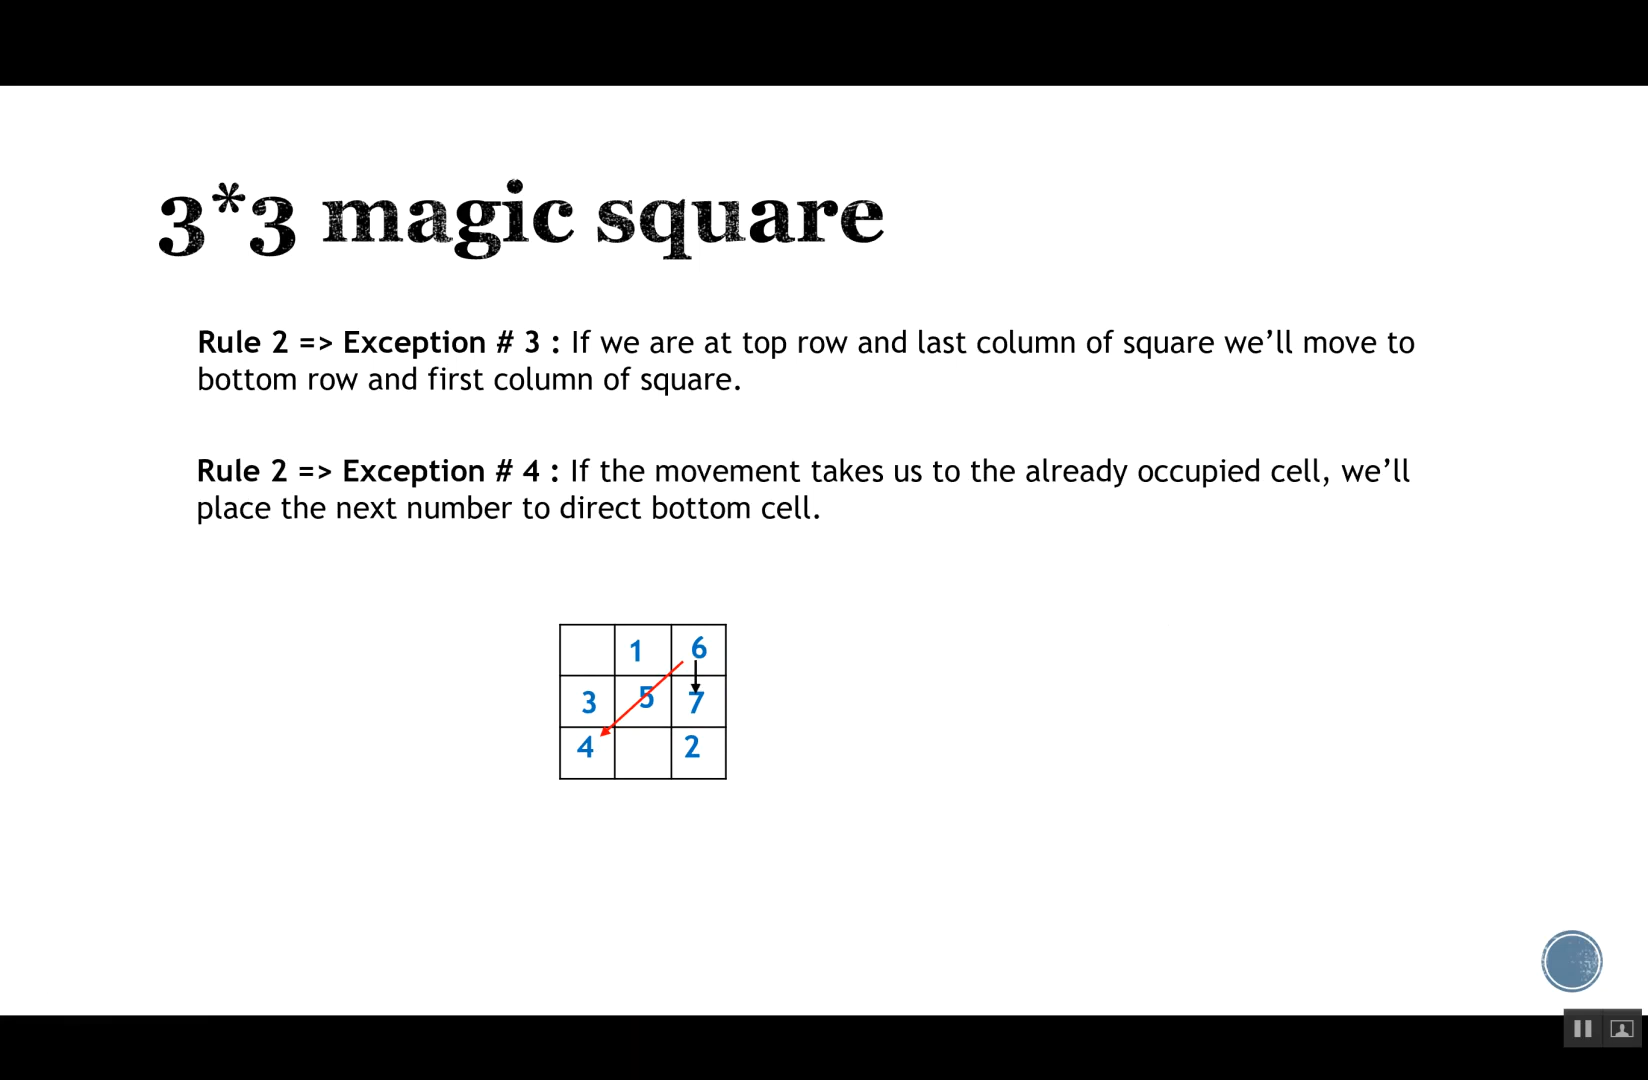 3*3 magic square
Rule 2 => Exception # 3 : If we are at top row and last column of square we’ll move to
bottom row and first column of square.
Rule 2 => Exception # 4 : If the movement takes us to the already occupied cell, we’ll
place the next number to direct bottom cell.
1 6
3 5 7
4 2